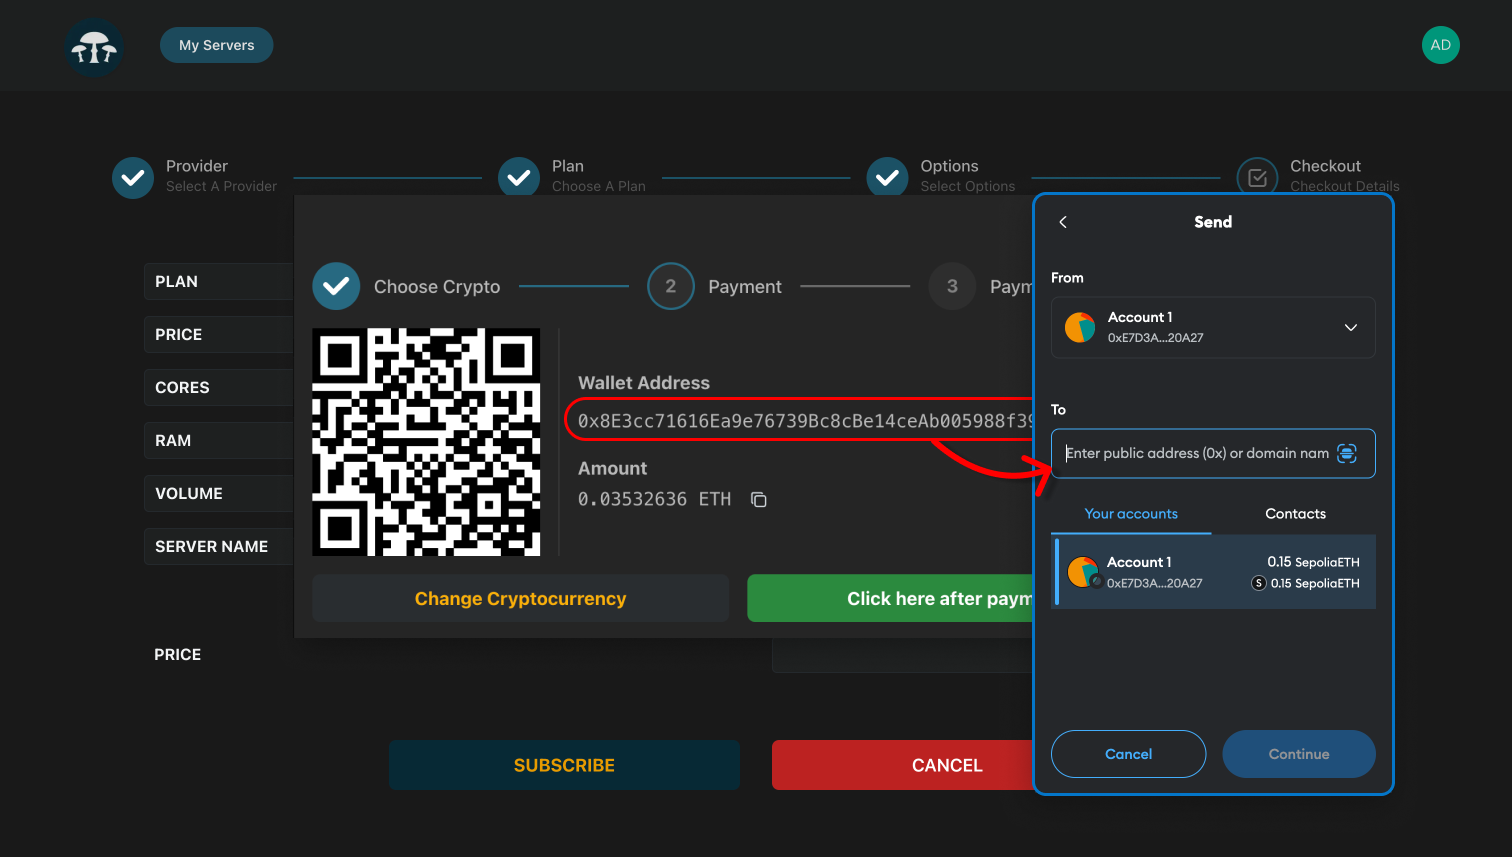 My Servers
AD
Provider
Select A Provider
Plan
Choose A Plan
Options
Select Options
Checkout
Checkout Details
PLAN
PRICE
CORES
RAM
VOLUME
SERVER NAME
PRICE
Choose Crypto
2
Payment
3
Paym
Wallet Address
0x8E3cc71616Ea9e76739Bc8cBe14ceAb005988f39
Amount
0.03532636 ETH
Change Cryptocurrency
Click here after paym
SUBSCRIBE
CANCEL
Send
From
Account 1
0xE7D3A...20A27
To
Enter public address (0x) or domain nam
Your accounts
Contacts
Account 1
0.15 SepoliaETH
0xE7D3A...20A27
S 0.15 SepoliaETH
Cancel
Continue